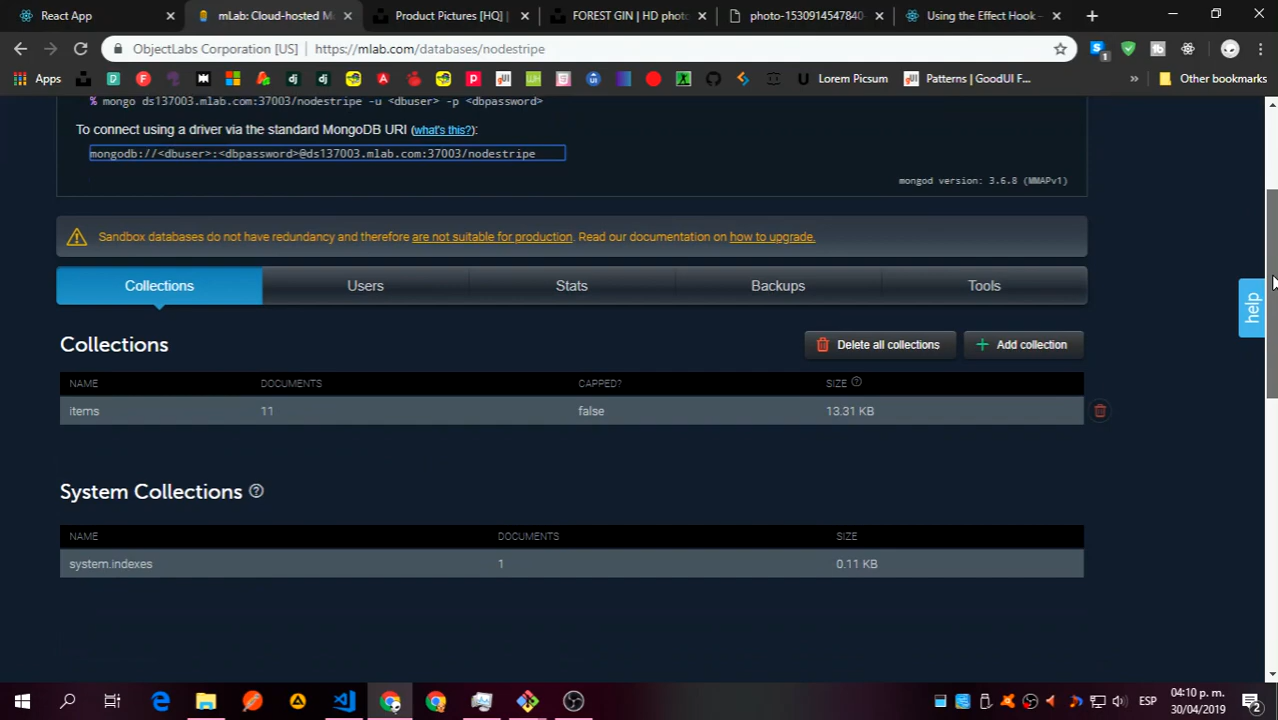 React App
mLab: Cloud-hosted M
Product Pictures [HQ] |
FOREST GIN | HD phot
photo-1530914547840-
Using the Effect Hook –
ObjectLabs Corporation [US] | https://mlab.com/databases/nodestripe
Apps
Lorem Picsum
Patterns | GoodUI F...
Other bookmarks
% mongo ds137003.mlab.com:37003/nodestripe -u <dbuser> -p <dbpassword>
To connect using a driver via the standard MongoDB URI (what's this?):
mongodb://<dbuser>:<dbpassword>@ds137003.mlab.com:37003/nodestripe
mongod version: 3.6.8 (MMAPv1)
Sandbox databases do not have redundancy and therefore are not suitable for production. Read our documentation on how to upgrade.
Collections Users Stats Backups Tools
help
Collections
Delete all collections
Add collection
NAME DOCUMENTS CAPPED? SIZE
items 11 false 13.31 KB
System Collections
NAME DOCUMENTS SIZE
system.indexes 1 0.11 KB
ESP
04:10 p. m.
30/04/2019
2